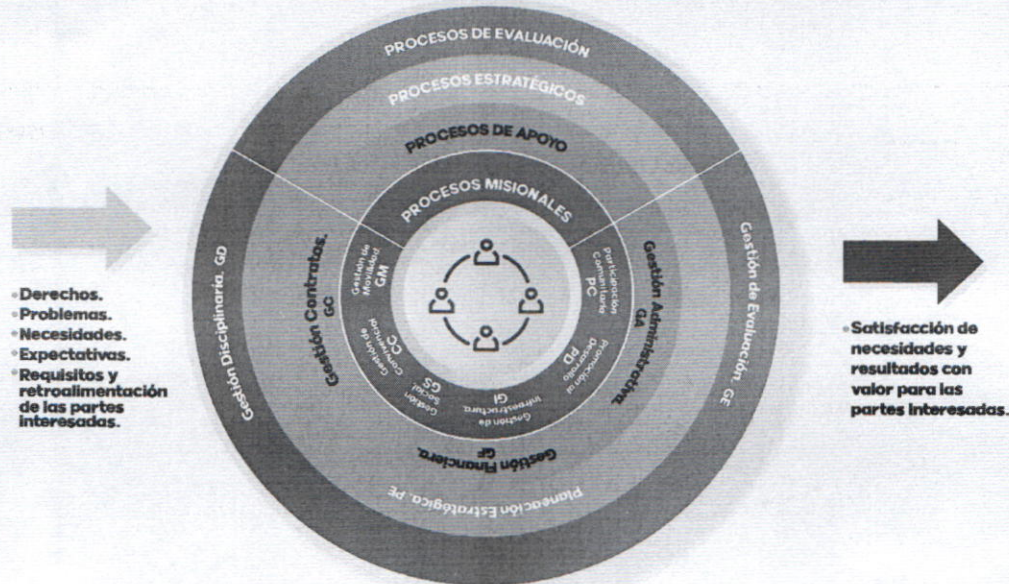 PROCESOS DE EVALUACIÓN
PROCESOS ESTRATÉGICOS
PROCESOS DE APOYO
PROCESOS MISIONALES
Derechos.
Problemas.
Necesidades.
Expectativas.
Requisitos y
retroalimentación
de las partes
interesadas.
Gestión Disciplinaria. GD
Gestión Contratos.
GC
Gestión de
Movilidad.
GM
Gestión de
Convivencia
CC
Gestión
Social
GS
Gestión de
Infraestructura.
GI
Promoción al
Desarrollo
PD
Participación
Comunitaria
PC
Gestión Administrativa.
GA
Gestión Financiera.
GF
Planeación Estratégica. PE
Gestión de Evaluación. GE
Satisfacción de
necesidades y
resultados con
valor para las
partes interesadas.